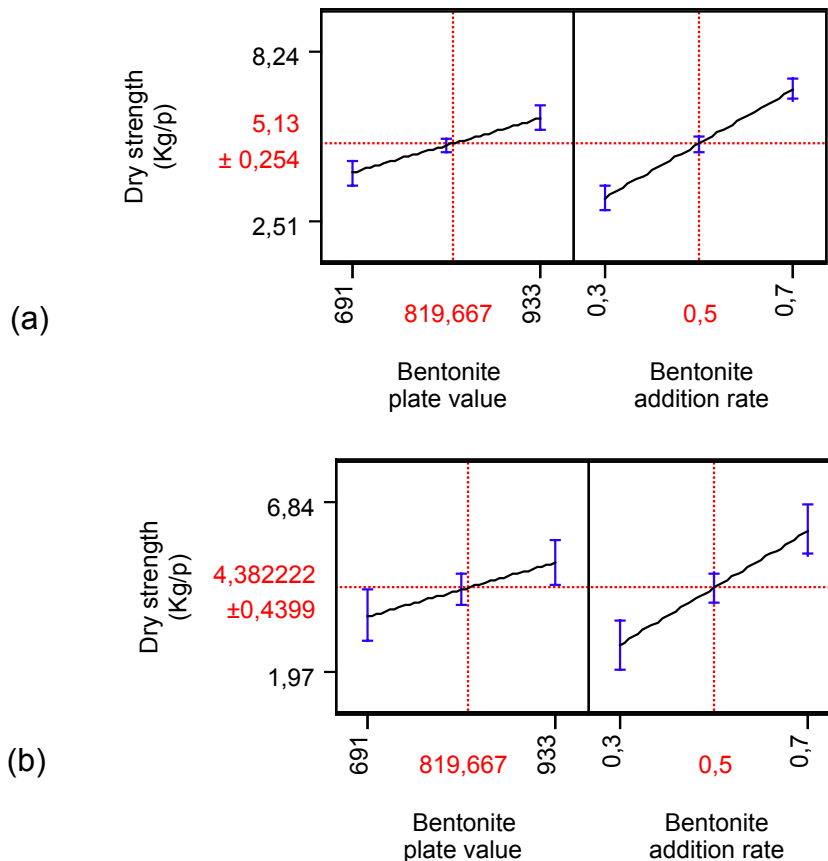 8,24
Dry strength
(Kg/p)
5,13
± 0,254
2,51
691
819,667
933
0,3
0,5
0,7
(a)
Bentonite
plate value
Bentonite
addition rate
6,84
Dry strength
(Kg/p)
4,382222
±0,4399
1,97
691
819,667
933
0,3
0,5
0,7
(b)
Bentonite
plate value
Bentonite
addition rate